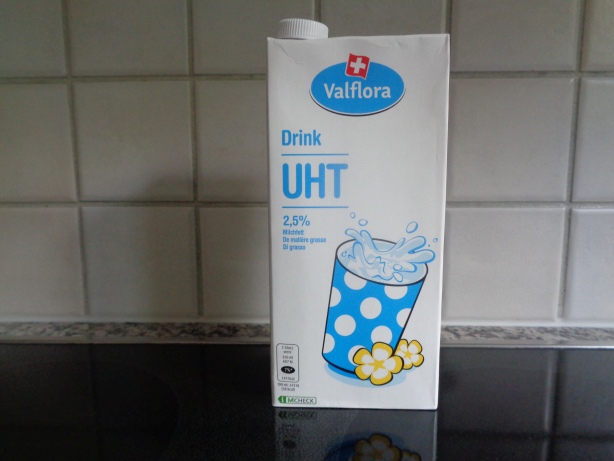 Valflora
Drink
UHT
2,5%
Milchfett
De matière grasse
Di grasso
MCHECK